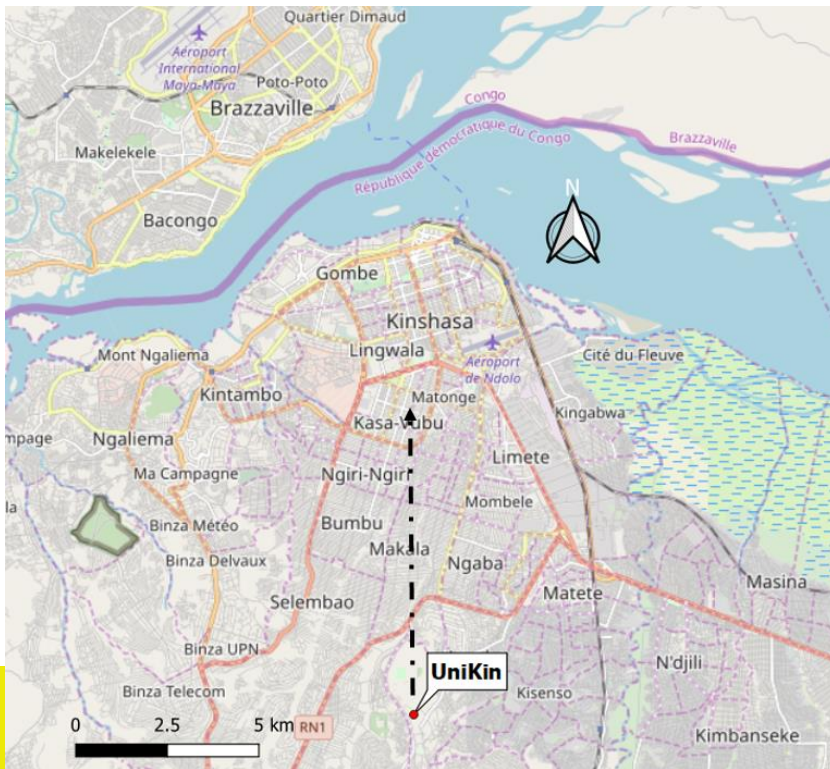 Quartier Dimaud
Aéroport
International
Maya-Maya
Poto-Poto
Brazzaville
Congo
République démocratique du Congo
Brazzaville
Makelekele
Bacongo
N
Gombe
Kinshasa
Mont Ngaliema
Lingwala
Aéroport
de Ndolo
Cité du Fleuve
Kintambo
Matonge
Kingabwa
mpage
Ngaliema
Kasa-Vubu
Ma Campagne
Ngiri-Ngiri
Limete
la
Binza Météo
Bumbu
Mombele
Binza Delvaux
Makala
Ngaba
Masina
Selembao
Matete
Binza UPN
UniKin
N'djili
Binza Telecom
Kisenso
0 2.5 5 km
RN1
Kimbanseke